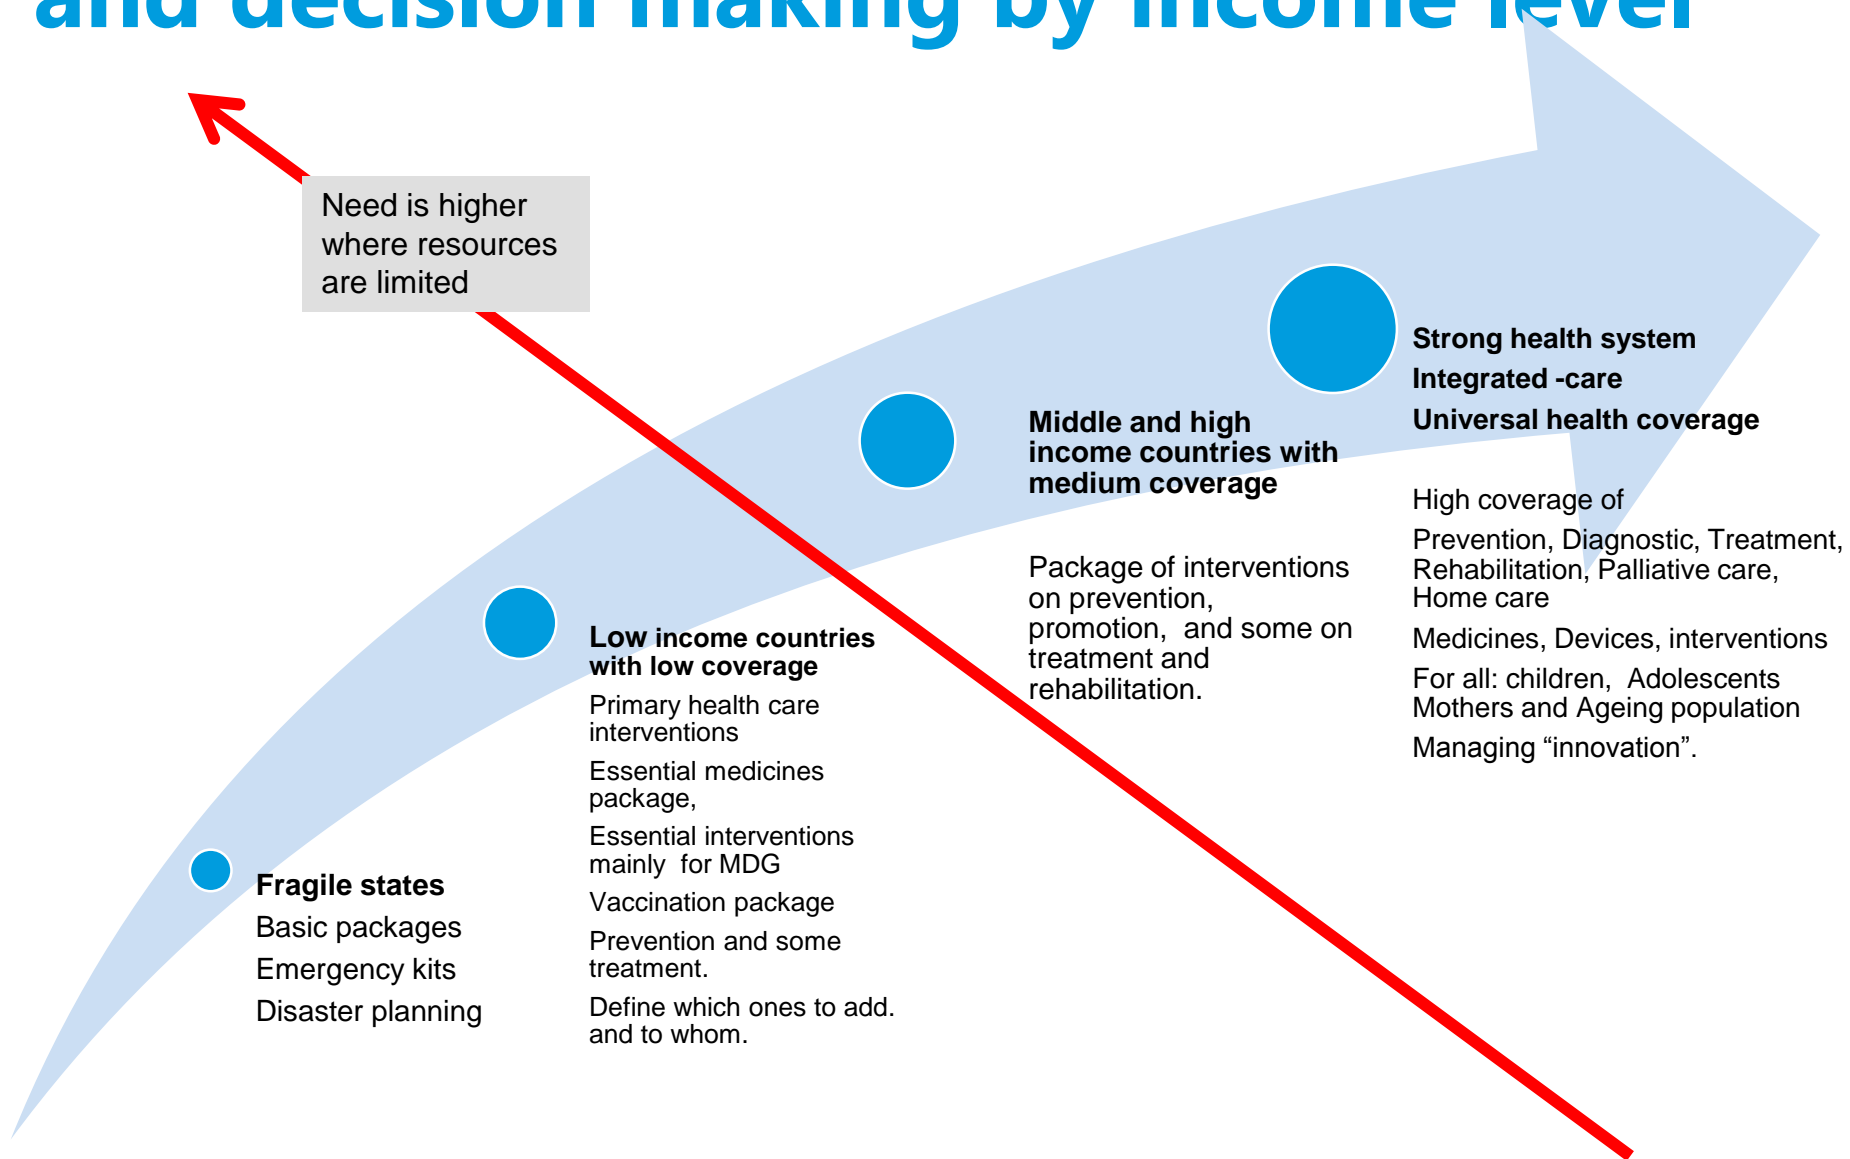 and decision making by income level
Need is higher
where resources
are limited
Strong health system
Integrated -care
Universal health coverage
High coverage of
Prevention, Diagnostic, Treatment,
Rehabilitation, Palliative care,
Home care
Medicines, Devices, interventions
For all: children,  Adolescents
Mothers and Ageing population
Managing “innovation”.
Middle and high
income countries with
medium coverage
Package of interventions
on prevention,
promotion,  and some on
treatment and
rehabilitation.
Low income countries
with low coverage
Primary health care
interventions
Essential medicines
package,
Essential interventions
mainly  for MDG
Vaccination package
Prevention and some
treatment.
Define which ones to add.
and to whom.
Fragile states
Basic packages
Emergency kits
Disaster planning